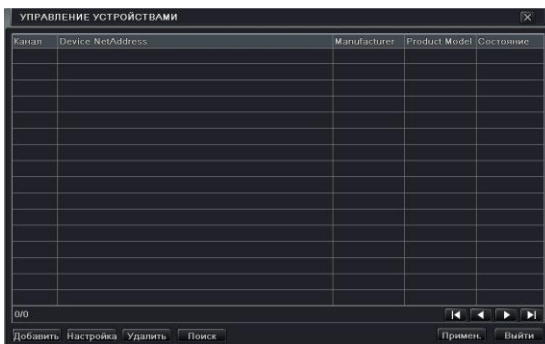 УПРАВЛЕНИЕ УСТРОЙСТВАМИ
Канал Device NetAddress Manufacturer Product Model Состояние
0/0
Добавить Настройка Удалить Поиск Примен. Выйти